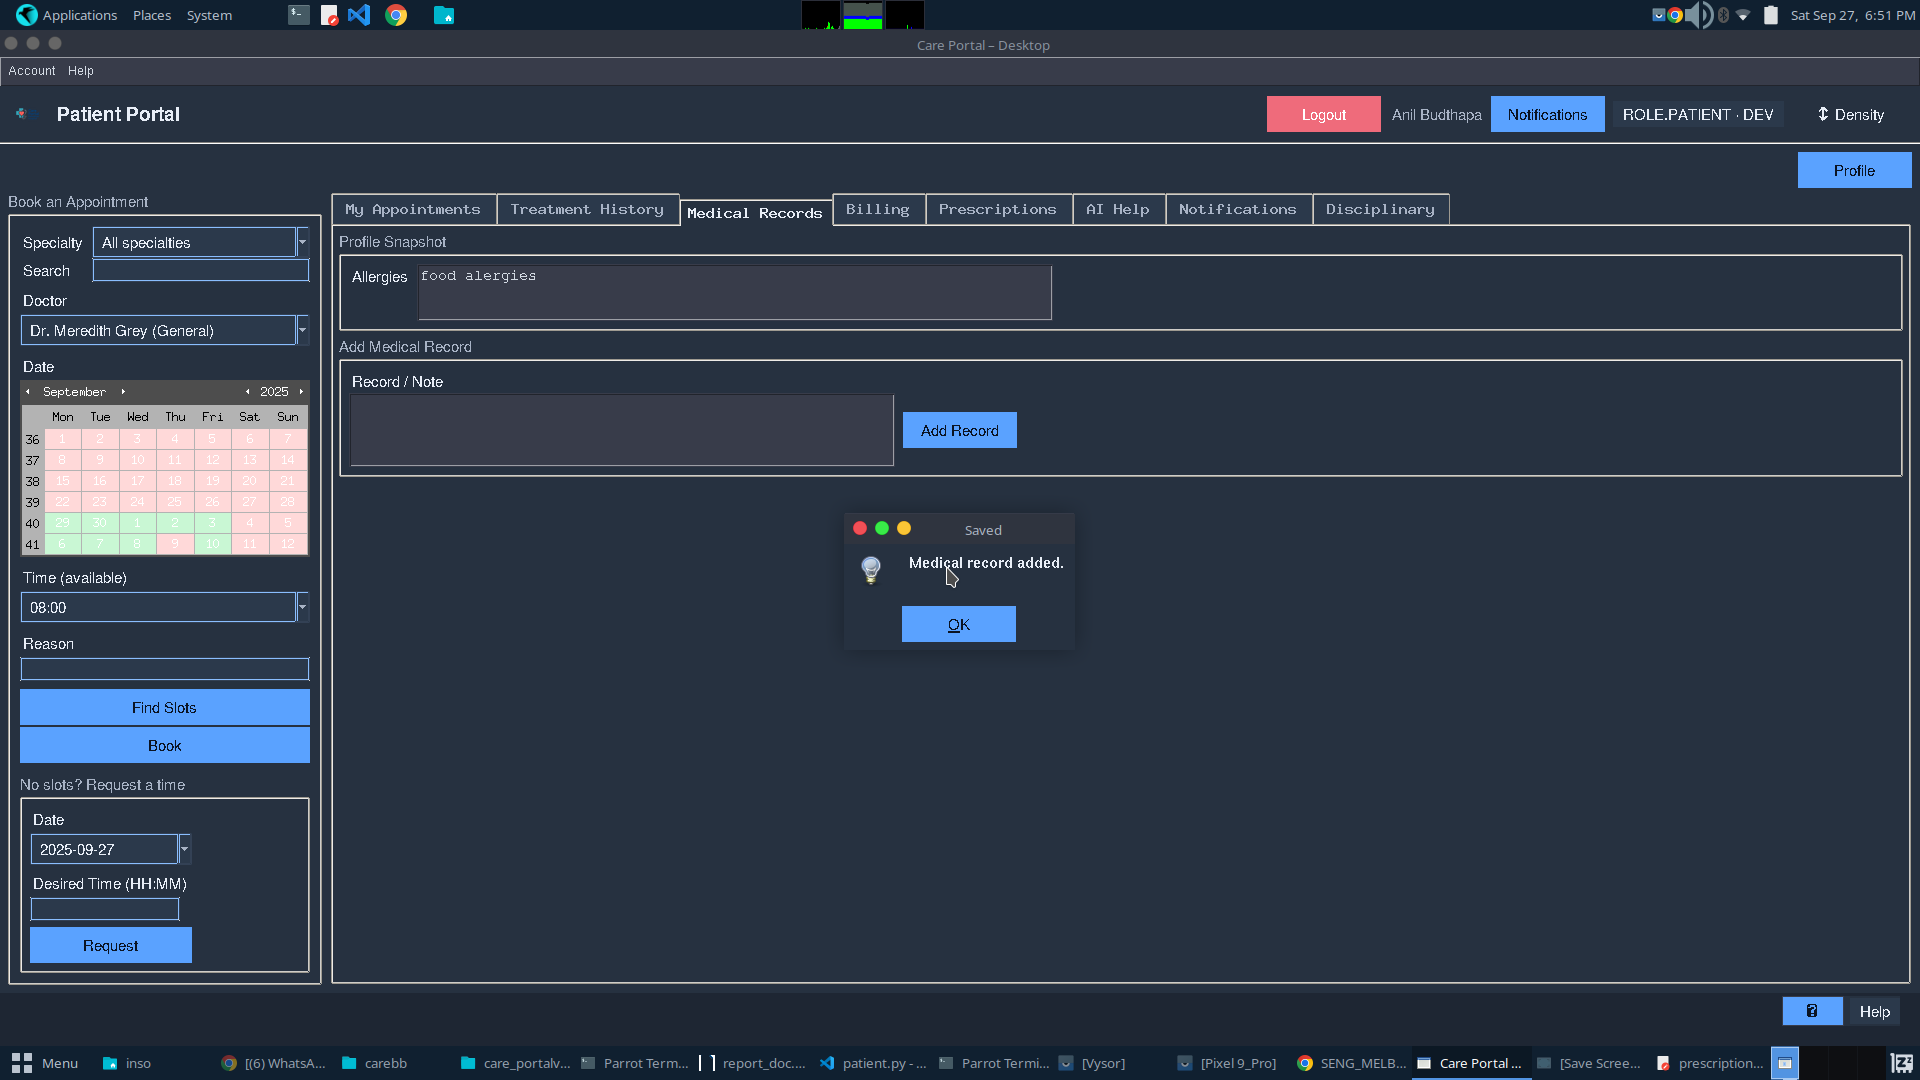 Applications Places System
Sat Sep 27, 6:51 PM
Care Portal – Desktop
Account Help
Patient Portal
Logout Anil Budthapa Notifications ROLE.PATIENT · DEV ⇕ Density
Profile
Book an Appointment
Specialty All specialties
Search
Doctor
Dr. Meredith Grey (General)
Date
September 2025
Mon Tue Wed Thu Fri Sat Sun
36 1 2 3 4 5 6 7
37 8 9 10 11 12 13 14
38 15 16 17 18 19 20 21
39 22 23 24 25 26 27 28
40 29 30 1 2 3 4 5
41 6 7 8 9 10 11 12
Time (available)
08:00
Reason
Find Slots
Book
No slots? Request a time
Date
2025-09-27
Desired Time (HH:MM)
Request
My Appointments Treatment History Medical Records Billing Prescriptions AI Help Notifications Disciplinary
Profile Snapshot
Allergies food alergies
Add Medical Record
Record / Note
Add Record
Saved
Medical record added.
OK
? Help
Menu inso [(6) WhatsA... carebb care_portalv... Parrot Term... report_doc.... patient.py - ... Parrot Termi... [Vysor] [Pixel 9_Pro] SENG_MELB... Care Portal ... [Save Scree... prescription...